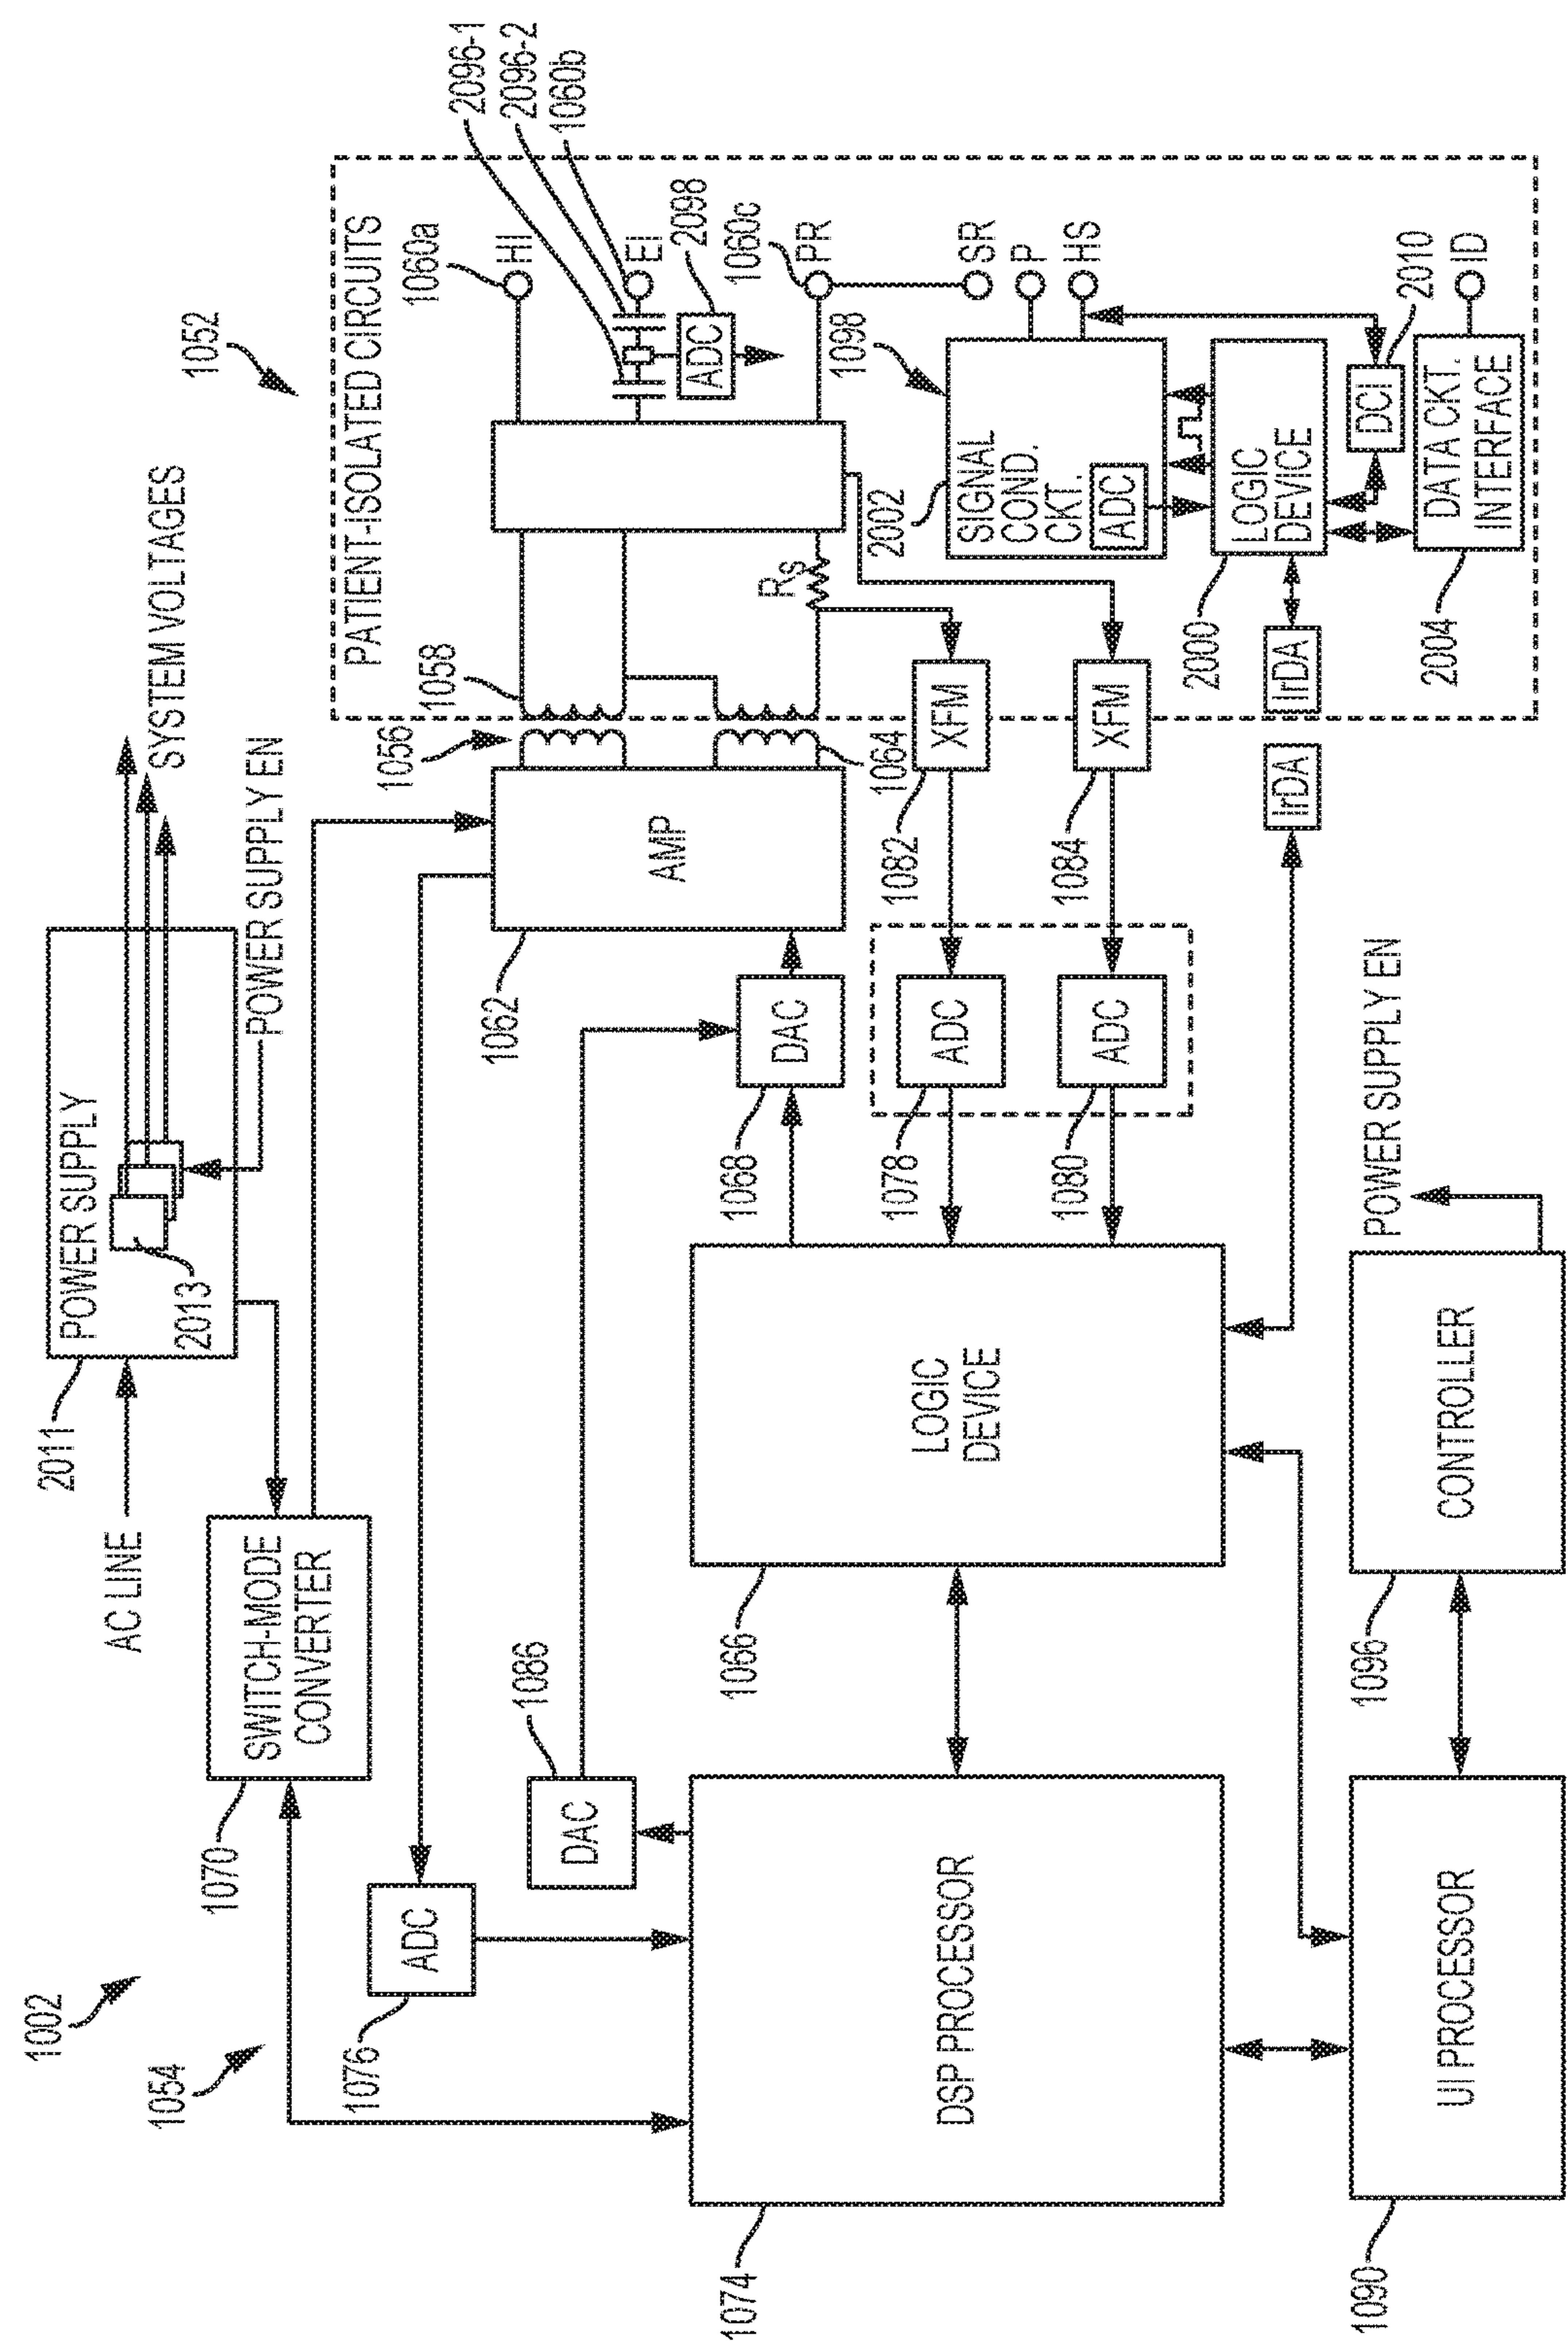 1002
1054
1052
AC LINE
2011
POWER SUPPLY
2013
SYSTEM VOLTAGES
POWER SUPPLY EN
1070
SWITCH-MODE
CONVERTER
1076
ADC
1086
DAC
1062
AMP
1056
1058
PATIENT-ISOLATED CIRCUITS
1060a
HI
2096-1
2096-2
1060b
EI
ADC
2098
1060c
PR
RS
1064
1068
DAC
1074
DSP PROCESSOR
1066
LOGIC
DEVICE
1078
ADC
1080
ADC
1082
XFM
1084
XFM
2002
SIGNAL
COND.
CKT.
ADC
1098
SR
P
HS
2000
LOGIC
DEVICE
IrDA
IrDA
DCI
2010
2004
DATA CKT.
INTERFACE
ID
1090
UI PROCESSOR
1096
CONTROLLER
POWER SUPPLY EN